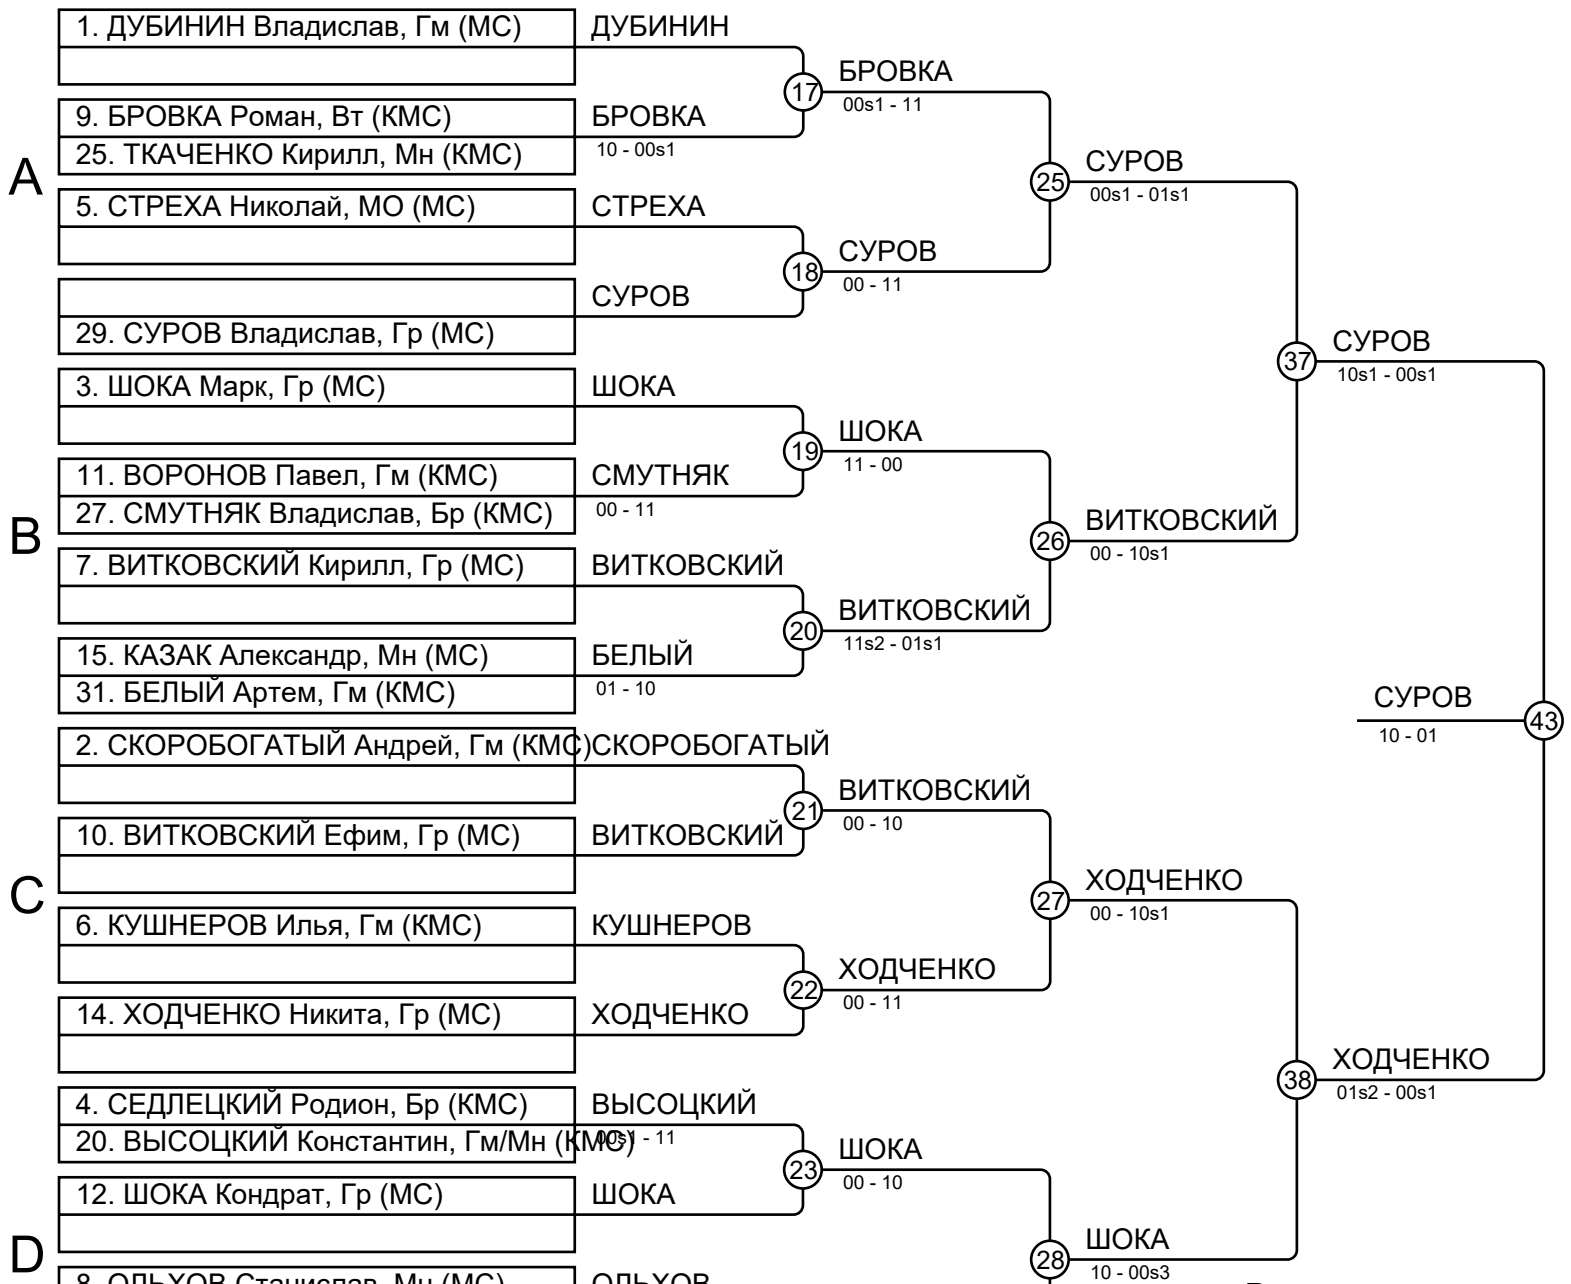 1. ДУБИНИН Владислав, Гм (МС)
ДУБИНИН
17
БРОВКА
00s1 - 11
9. БРОВКА Роман, Вт (КМС)
БРОВКА
25. ТКАЧЕНКО Кирилл, Мн (КМС)
10 - 00s1
A
25
СУРОВ
00s1 - 01s1
5. СТРЕХА Николай, МО (МС)
СТРЕХА
18
СУРОВ
00 - 11
СУРОВ
29. СУРОВ Владислав, Гр (МС)
37
СУРОВ
10s1 - 00s1
3. ШОКА Марк, Гр (МС)
ШОКА
19
ШОКА
11 - 00
11. ВОРОНОВ Павел, Гм (КМС)
СМУТНЯК
27. СМУТНЯК Владислав, Бр (КМС)
00 - 11
B
26
ВИТКОВСКИЙ
00 - 10s1
7. ВИТКОВСКИЙ Кирилл, Гр (МС)
ВИТКОВСКИЙ
20
ВИТКОВСКИЙ
11s2 - 01s1
15. КАЗАК Александр, Мн (МС)
БЕЛЫЙ
31. БЕЛЫЙ Артем, Гм (КМС)
01 - 10
СУРОВ
43
10 - 01
2. СКОРОБОГАТЫЙ Андрей, Гм (КМС)
СКОРОБОГАТЫЙ
21
ВИТКОВСКИЙ
00 - 10
10. ВИТКОВСКИЙ Ефим, Гр (МС)
ВИТКОВСКИЙ
C
27
ХОДЧЕНКО
00 - 10s1
6. КУШНЕРОВ Илья, Гм (КМС)
КУШНЕРОВ
22
ХОДЧЕНКО
00 - 11
14. ХОДЧЕНКО Никита, Гр (МС)
ХОДЧЕНКО
38
ХОДЧЕНКО
01s2 - 00s1
4. СЕДЛЕЦКИЙ Родион, Бр (КМС)
ВЫСОЦКИЙ
20. ВЫСОЦКИЙ Константин, Гм/Мн (КМС)
00s1 - 11
23
ШОКА
00 - 10
12. ШОКА Кондрат, Гр (МС)
ШОКА
D
28
ШОКА
10 - 00s3
8. ОЛЬХОВ Станислав, Мн (МС)
ОЛЬХОВ